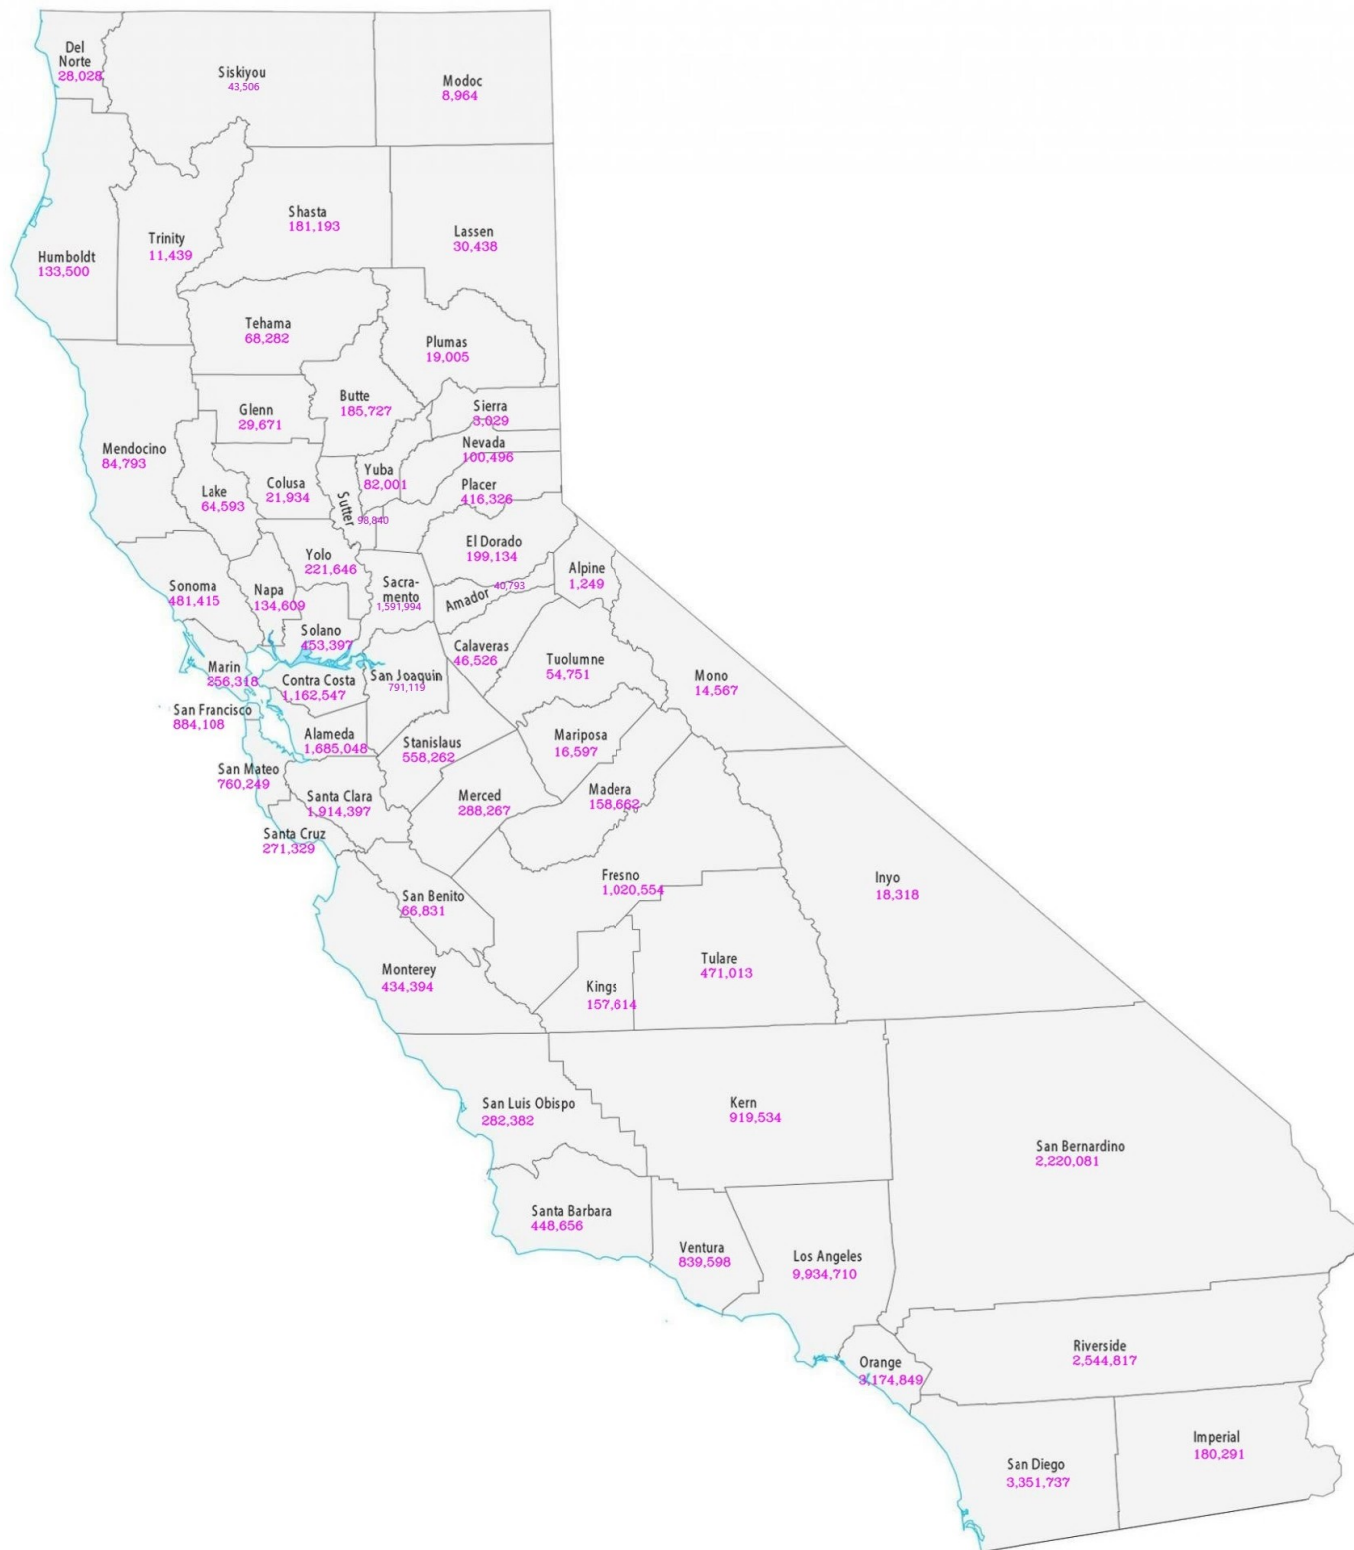 Del
Norte
28,028
Siskiyou
43,506
Modoc
8,964
Shasta
181,193
Lassen
30,438
Trinity
11,439
Humboldt
133,500
Tehama
68,282
Plumas
19,005
Butte
185,727
Glenn
29,671
Sierra
3,029
Mendocino
84,793
Nevada
100,496
Yuba
82,001
Colusa
21,934
Lake
64,593
Placer
416,326
Sutter
98,840
El Dorado
199,134
Yolo
221,646
Alpine
1,249
Sonoma
481,415
Napa
134,609
Sacra-
mento
1,591,994
Amador
40,793
Solano
453,397
Calaveras
46,526
Tuolumne
54,751
Marin
256,318
Contra Costa
1,162,547
San Joaquin
791,119
Mono
14,567
San Francisco
884,108
Alameda
1,685,048
Stanislaus
558,262
Mariposa
16,597
San Mateo
760,249
Santa Clara
1,914,397
Merced
288,267
Madera
158,662
Santa Cruz
271,329
Fresno
1,020,554
Inyo
18,318
San Benito
66,831
Monterey
434,394
Kings
157,614
Tulare
471,013
San Luis Obispo
282,382
Kern
919,534
San Bernardino
2,220,081
Santa Barbara
448,656
Ventura
839,598
Los Angeles
9,934,710
Orange
3,174,849
Riverside
2,544,817
San Diego
3,351,737
Imperial
180,291